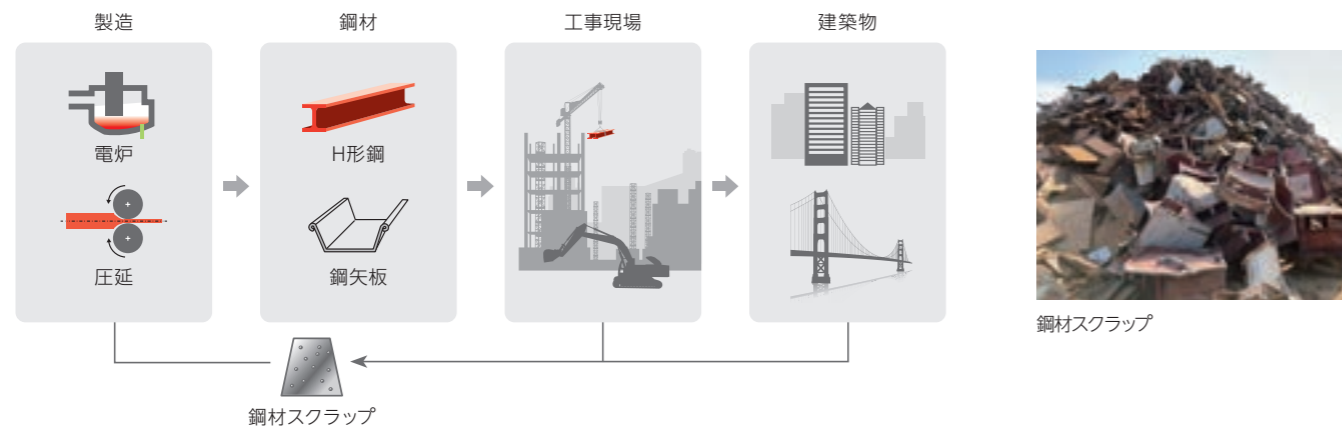 製造
鋼材
工事現場
建築物
電炉
圧延
H形鋼
鋼矢板
鋼材スクラップ
鋼材スクラップ